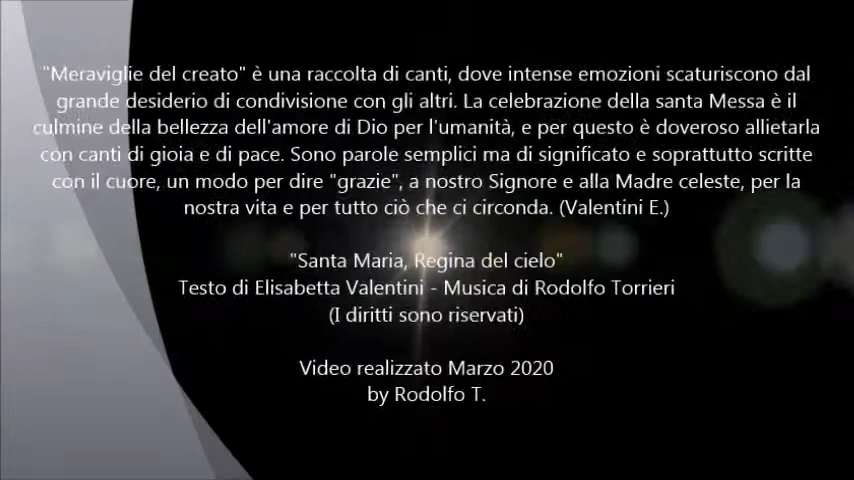 "Meraviglie del creato" è una raccolta di canti, dove intense emozioni scaturiscono dal
grande desiderio di condivisione con gli altri. La celebrazione della santa Messa è il
culmine della bellezza dell'amore di Dio per l'umanità, e per questo è doveroso allietarla
con canti di gioia e di pace. Sono parole semplici ma di significato e soprattutto scritte
con il cuore, un modo per dire "grazie", a nostro Signore e alla Madre celeste, per la
nostra vita e per tutto ciò che ci circonda. (Valentini E.)
"Santa Maria, Regina del cielo"
Testo di Elisabetta Valentini - Musica di Rodolfo Torrieri
(I diritti sono riservati)
Video realizzato Marzo 2020
by Rodolfo T.